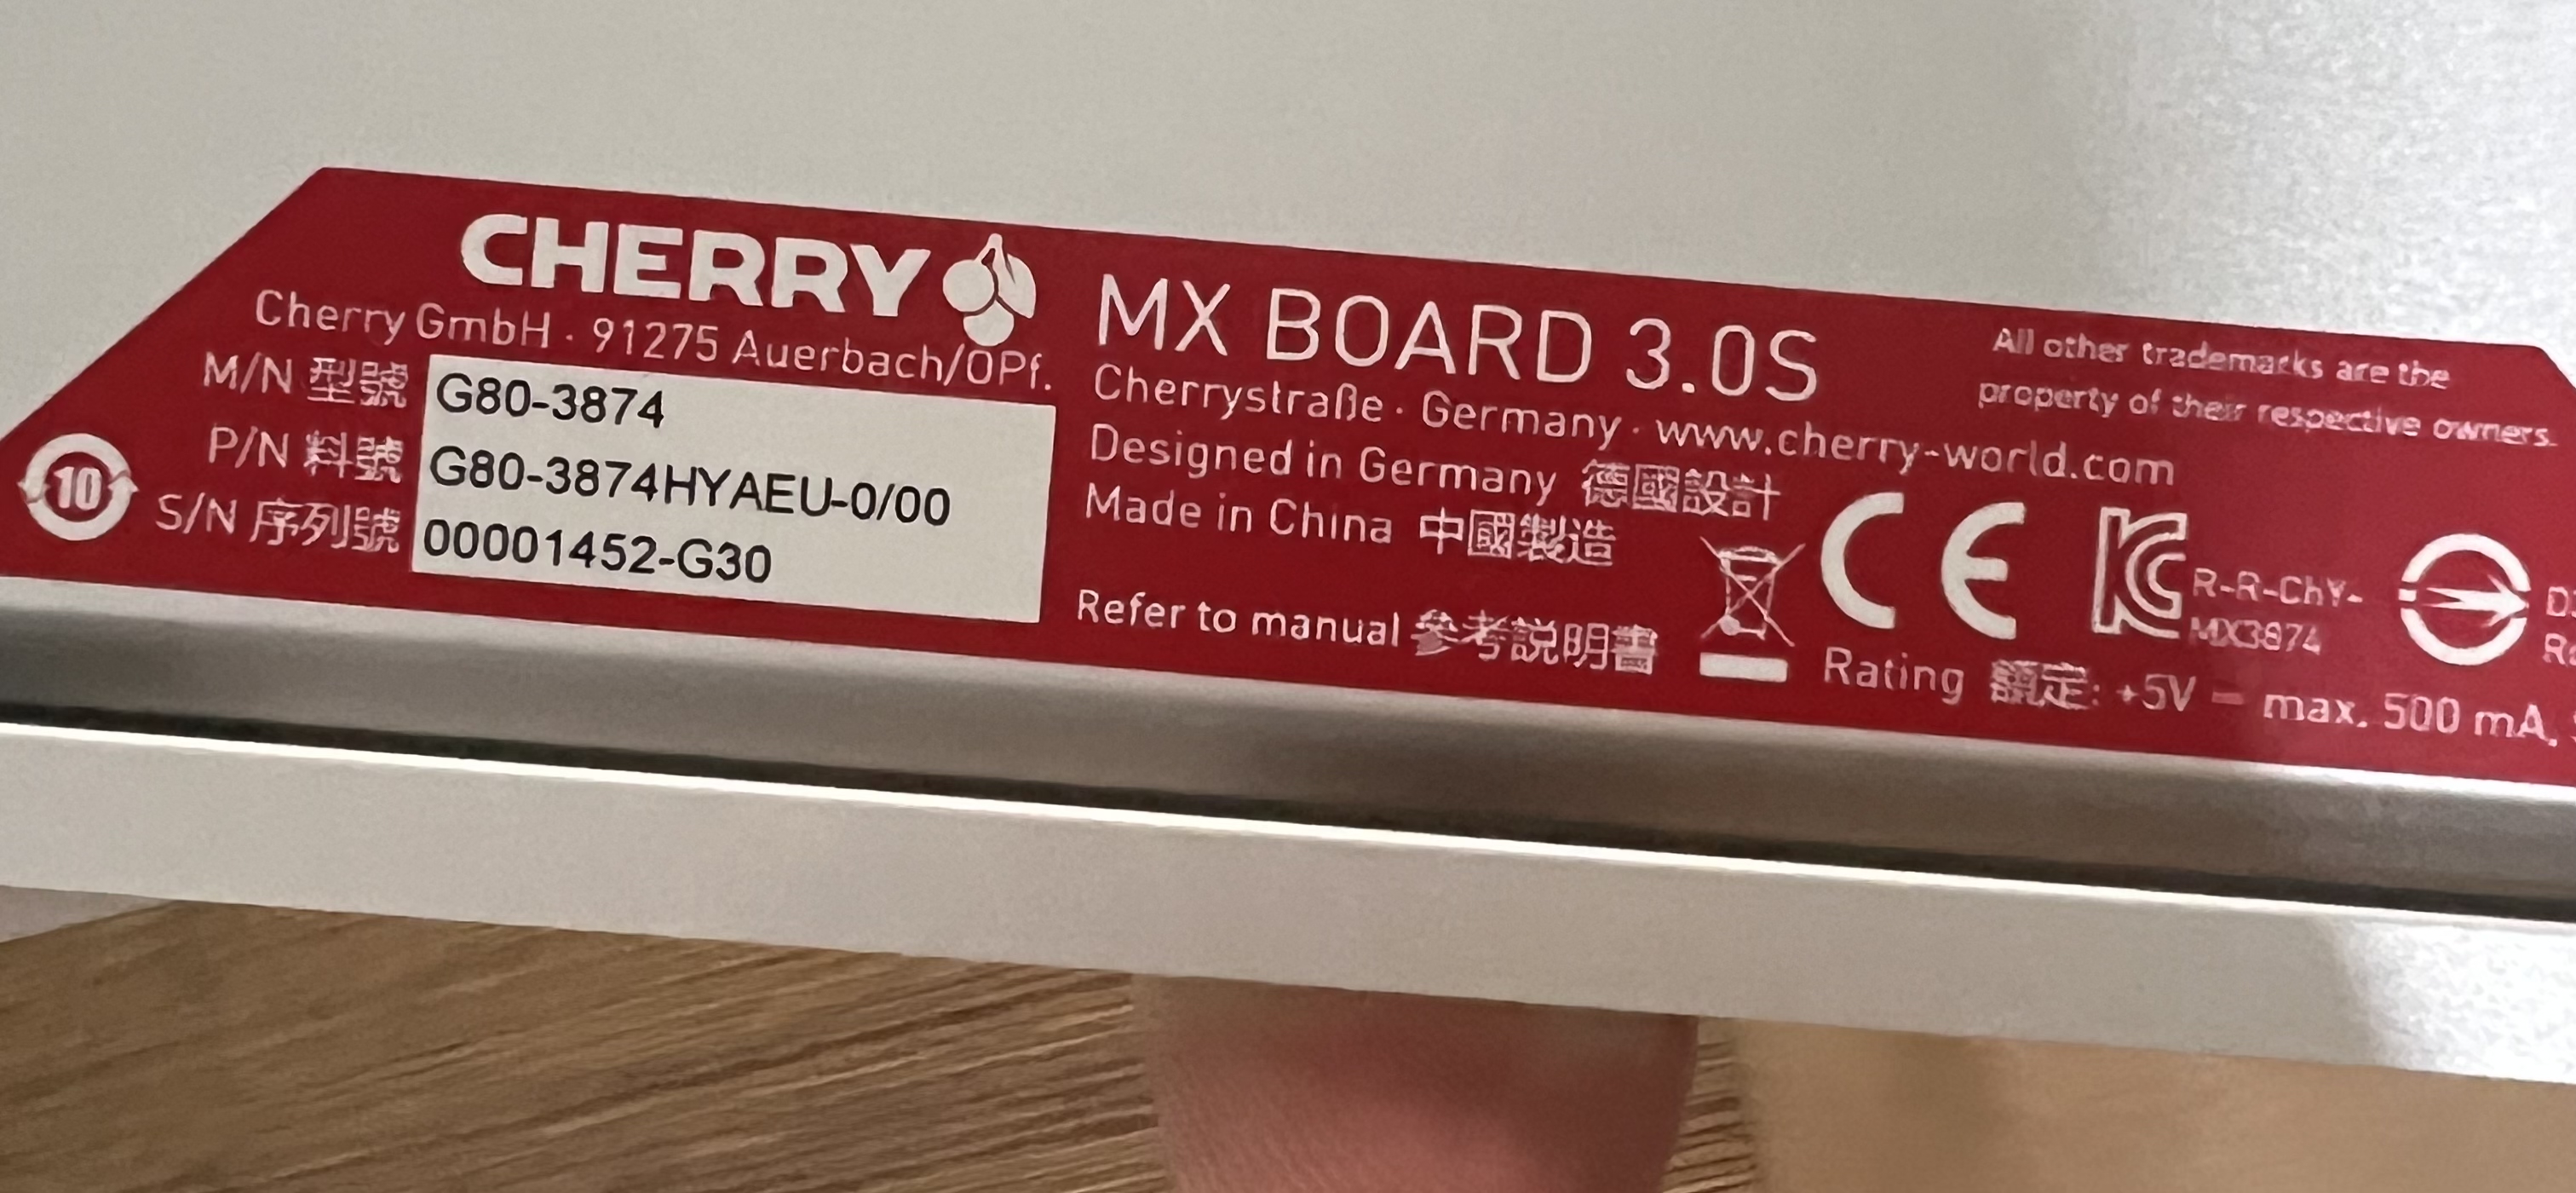 CHERRY
Cherry GmbH · 91275 Auerbach/OPf.
M/N 型號 G80-3874
P/N 料號 G80-3874HYAEU-0/00
S/N 序列號 00001452-G30
10
MX BOARD 3.0S
Cherrystraße · Germany · www.cherry-world.com
Designed in Germany 德國設計
Made in China 中國製造
Refer to manual 參考説明書
All other trademarks are the
property of their respective owners.
CE
KC
R-R-ChY-
MX3874
Rating 額定: +5V ⎓ max. 500 mA,